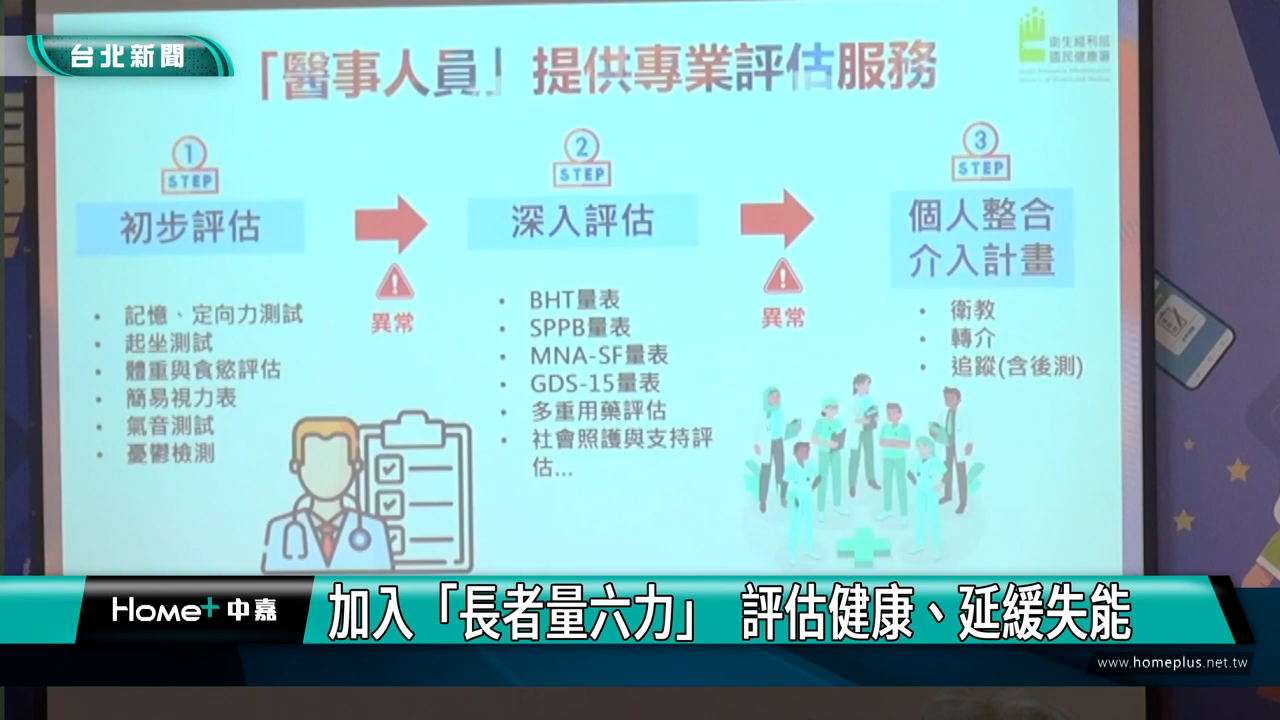 台北新聞
「醫事人員」提供專業評估服務
衛生福利部
國民健康署
1
STEP
初步評估
• 記憶、定向力測試
• 起坐測試
• 體重與食慾評估
• 簡易視力表
• 氣音測試
• 憂鬱檢測
!
異常
2
STEP
深入評估
• BHT量表
• SPPB量表
• MNA-SF量表
• GDS-15量表
• 多重用藥評估
• 社會照護與支持評
估...
!
異常
3
STEP
個人整合
介入計畫
• 衛教
• 轉介
• 追蹤(含後測)
Home+中嘉
加入「長者量六力」 評估健康、延緩失能
www.homeplus.net.tw